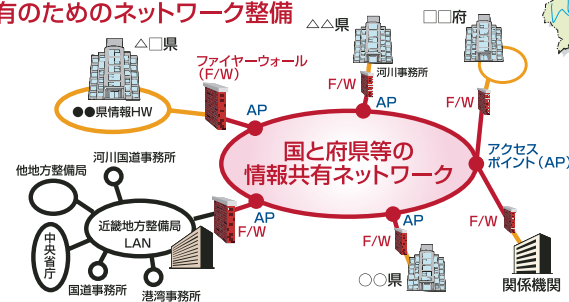 有のためのネットワーク整備
△□県
ファイヤーウォール
(F/W)
●●県情報HW
AP
△△県
河川事務所
F/W
AP
□□府
F/W
アクセス
ポイント(AP)
国と府県等の
情報共有ネットワーク
河川国道事務所
他地方整備局
近畿地方整備局
LAN
中央省庁
国道事務所
港湾事務所
AP
F/W
AP
F/W
○○県
F/W
関係機関